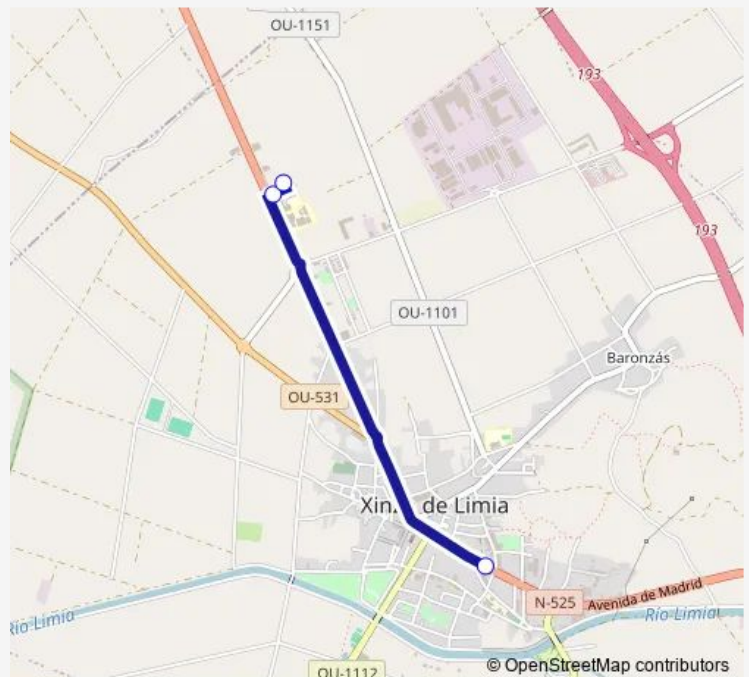 OU-1151
193
193
OU-1101
Baronzás
OU-531
de Limia
N-525
Avenida de Madrid
Río Limia
Río Limia
OU-1112
© OpenStreetMap contributors